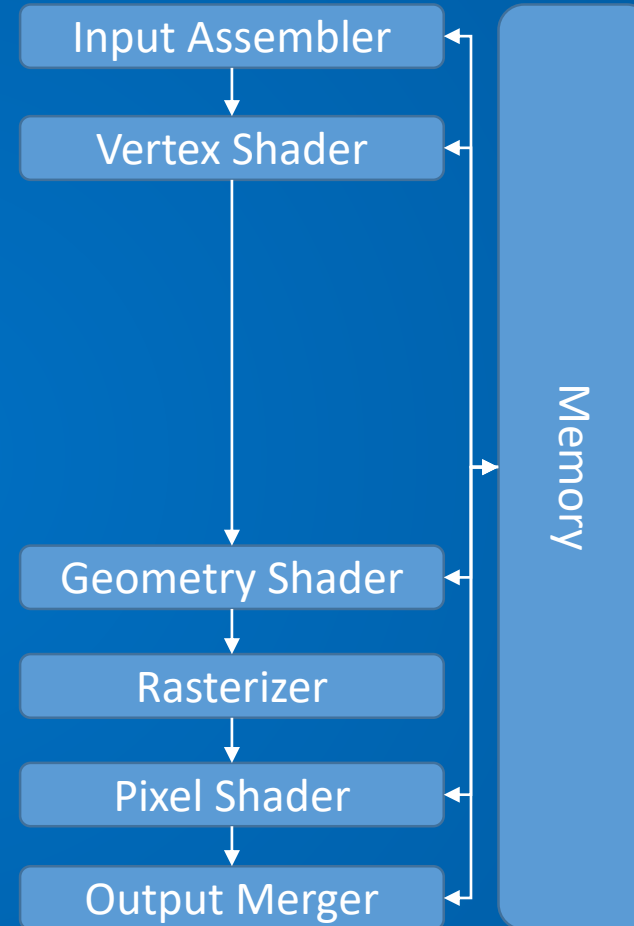 Input Assembler
Vertex Shader
Memory
Geometry Shader
Rasterizer
Pixel Shader
Output Merger